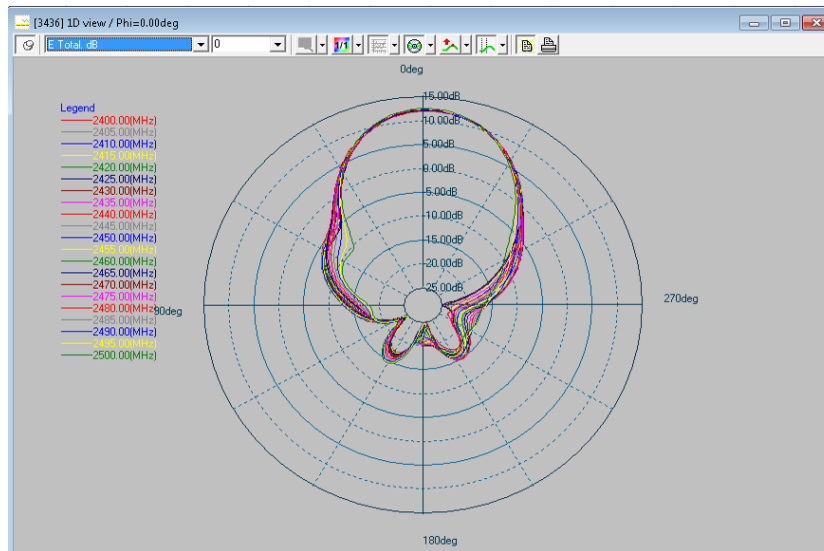 [3436] 1D view / Phi=0.00deg
E Total, dB
0
1/1
0deg
15.00dB
10.00dB
5.00dB
0.00dB
5.00dB
10.00dB
15.00dB
20.00dB
25.00dB
Legend
2400.00(MHz)
2405.00(MHz)
2410.00(MHz)
2415.00(MHz)
2420.00(MHz)
2425.00(MHz)
2430.00(MHz)
2435.00(MHz)
2440.00(MHz)
2445.00(MHz)
2450.00(MHz)
2455.00(MHz)
2460.00(MHz)
2465.00(MHz)
2470.00(MHz)
2475.00(MHz)
2480.00(MHz)
2485.00(MHz)
2490.00(MHz)
2495.00(MHz)
2500.00(MHz)
90deg
270deg
180deg